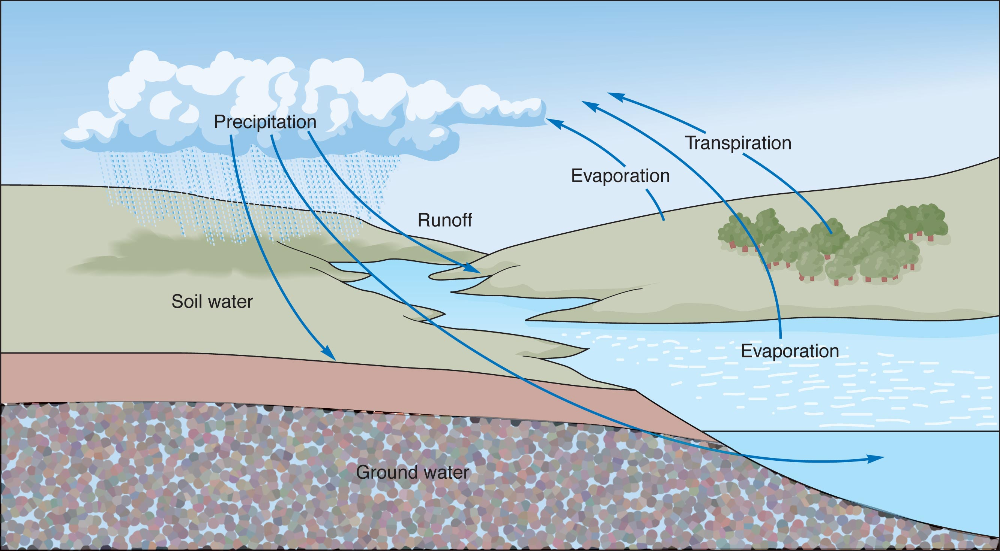 Precipitation
Transpiration
Evaporation
Runoff
Soil water
Evaporation
Ground water